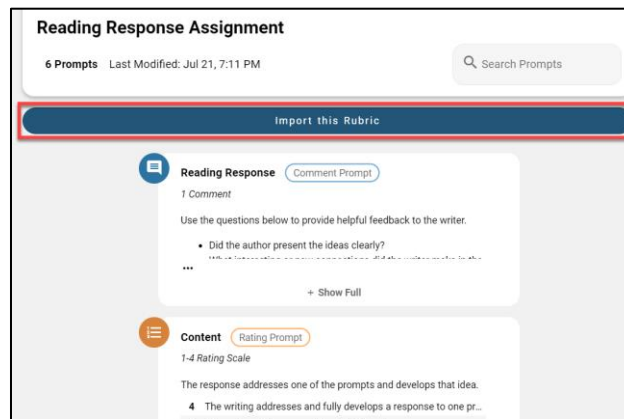 Reading Response Assignment
6 Prompts Last Modified: Jul 21, 7:11 PM
Search Prompts
Import this Rubric
Reading Response Comment Prompt
1 Comment
Use the questions below to provide helpful feedback to the writer.
• Did the author present the ideas clearly?
...
+ Show Full
Content Rating Prompt
1-4 Rating Scale
The response addresses one of the prompts and develops that idea.
4 The writing addresses and fully develops a response to one pr...